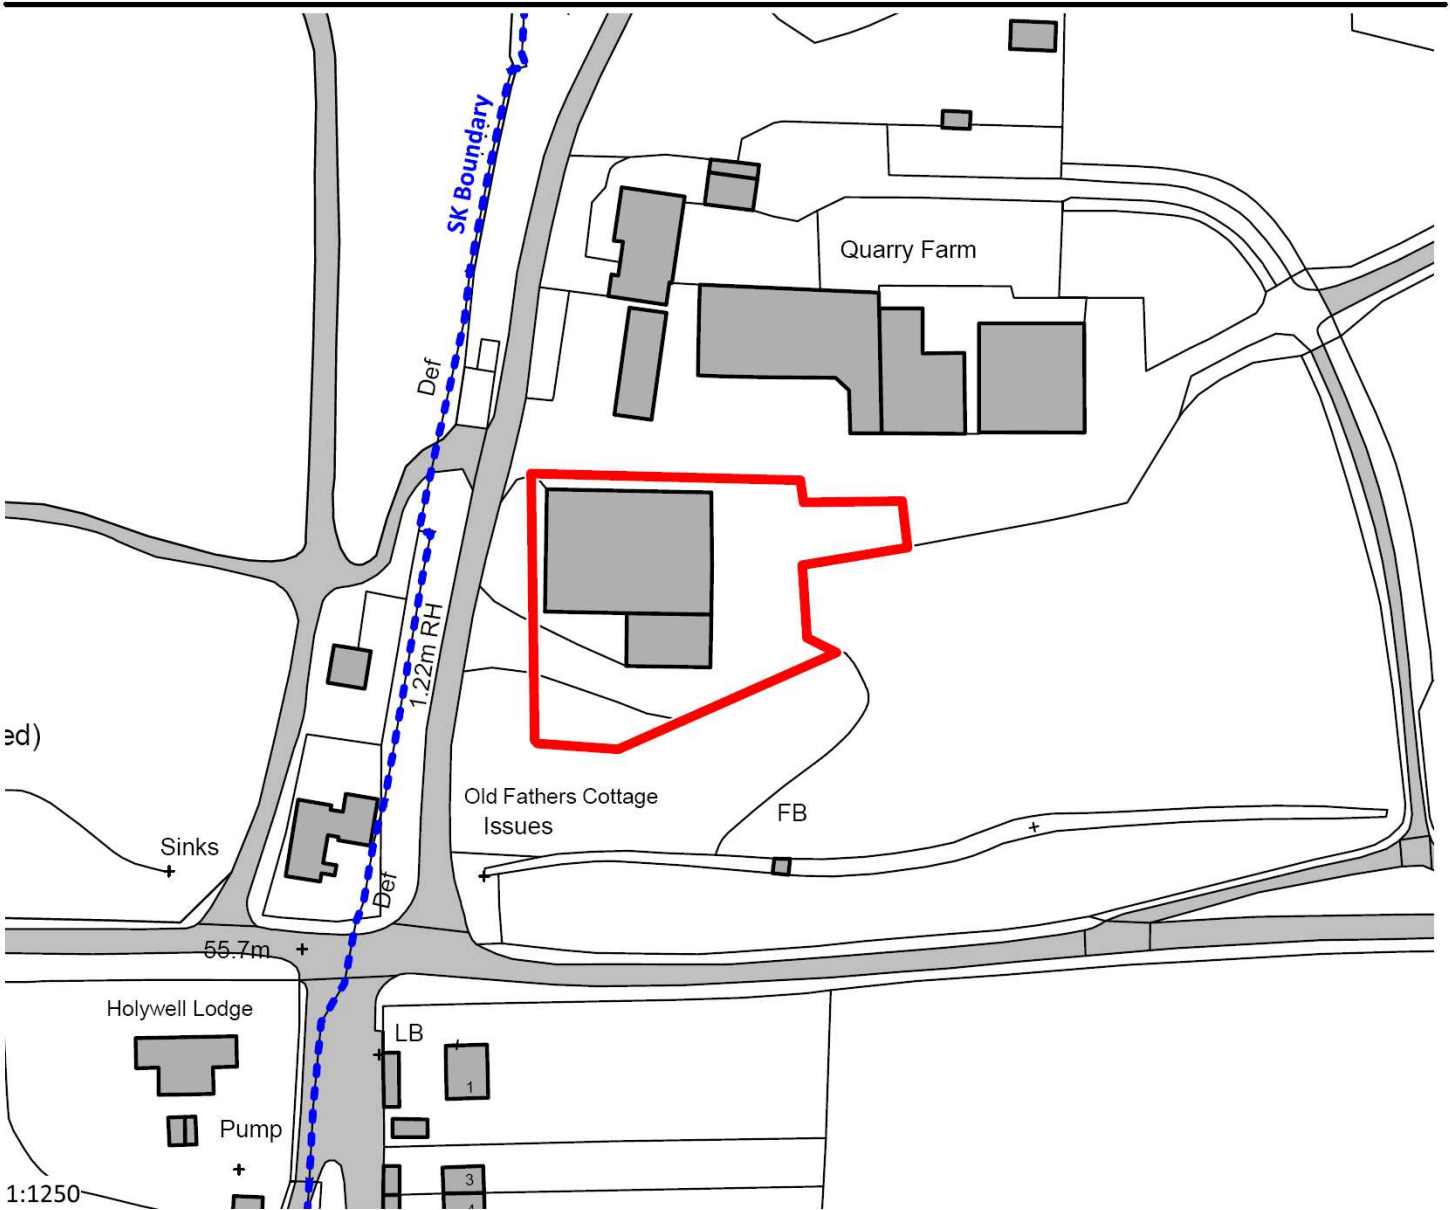 SK Boundary
Quarry Farm
Def
1.22m RH
ed)
Old Fathers Cottage
Issues
FB
Sinks
Def
55.7m
Holywell Lodge
LB
1
Pump
3
1:1250